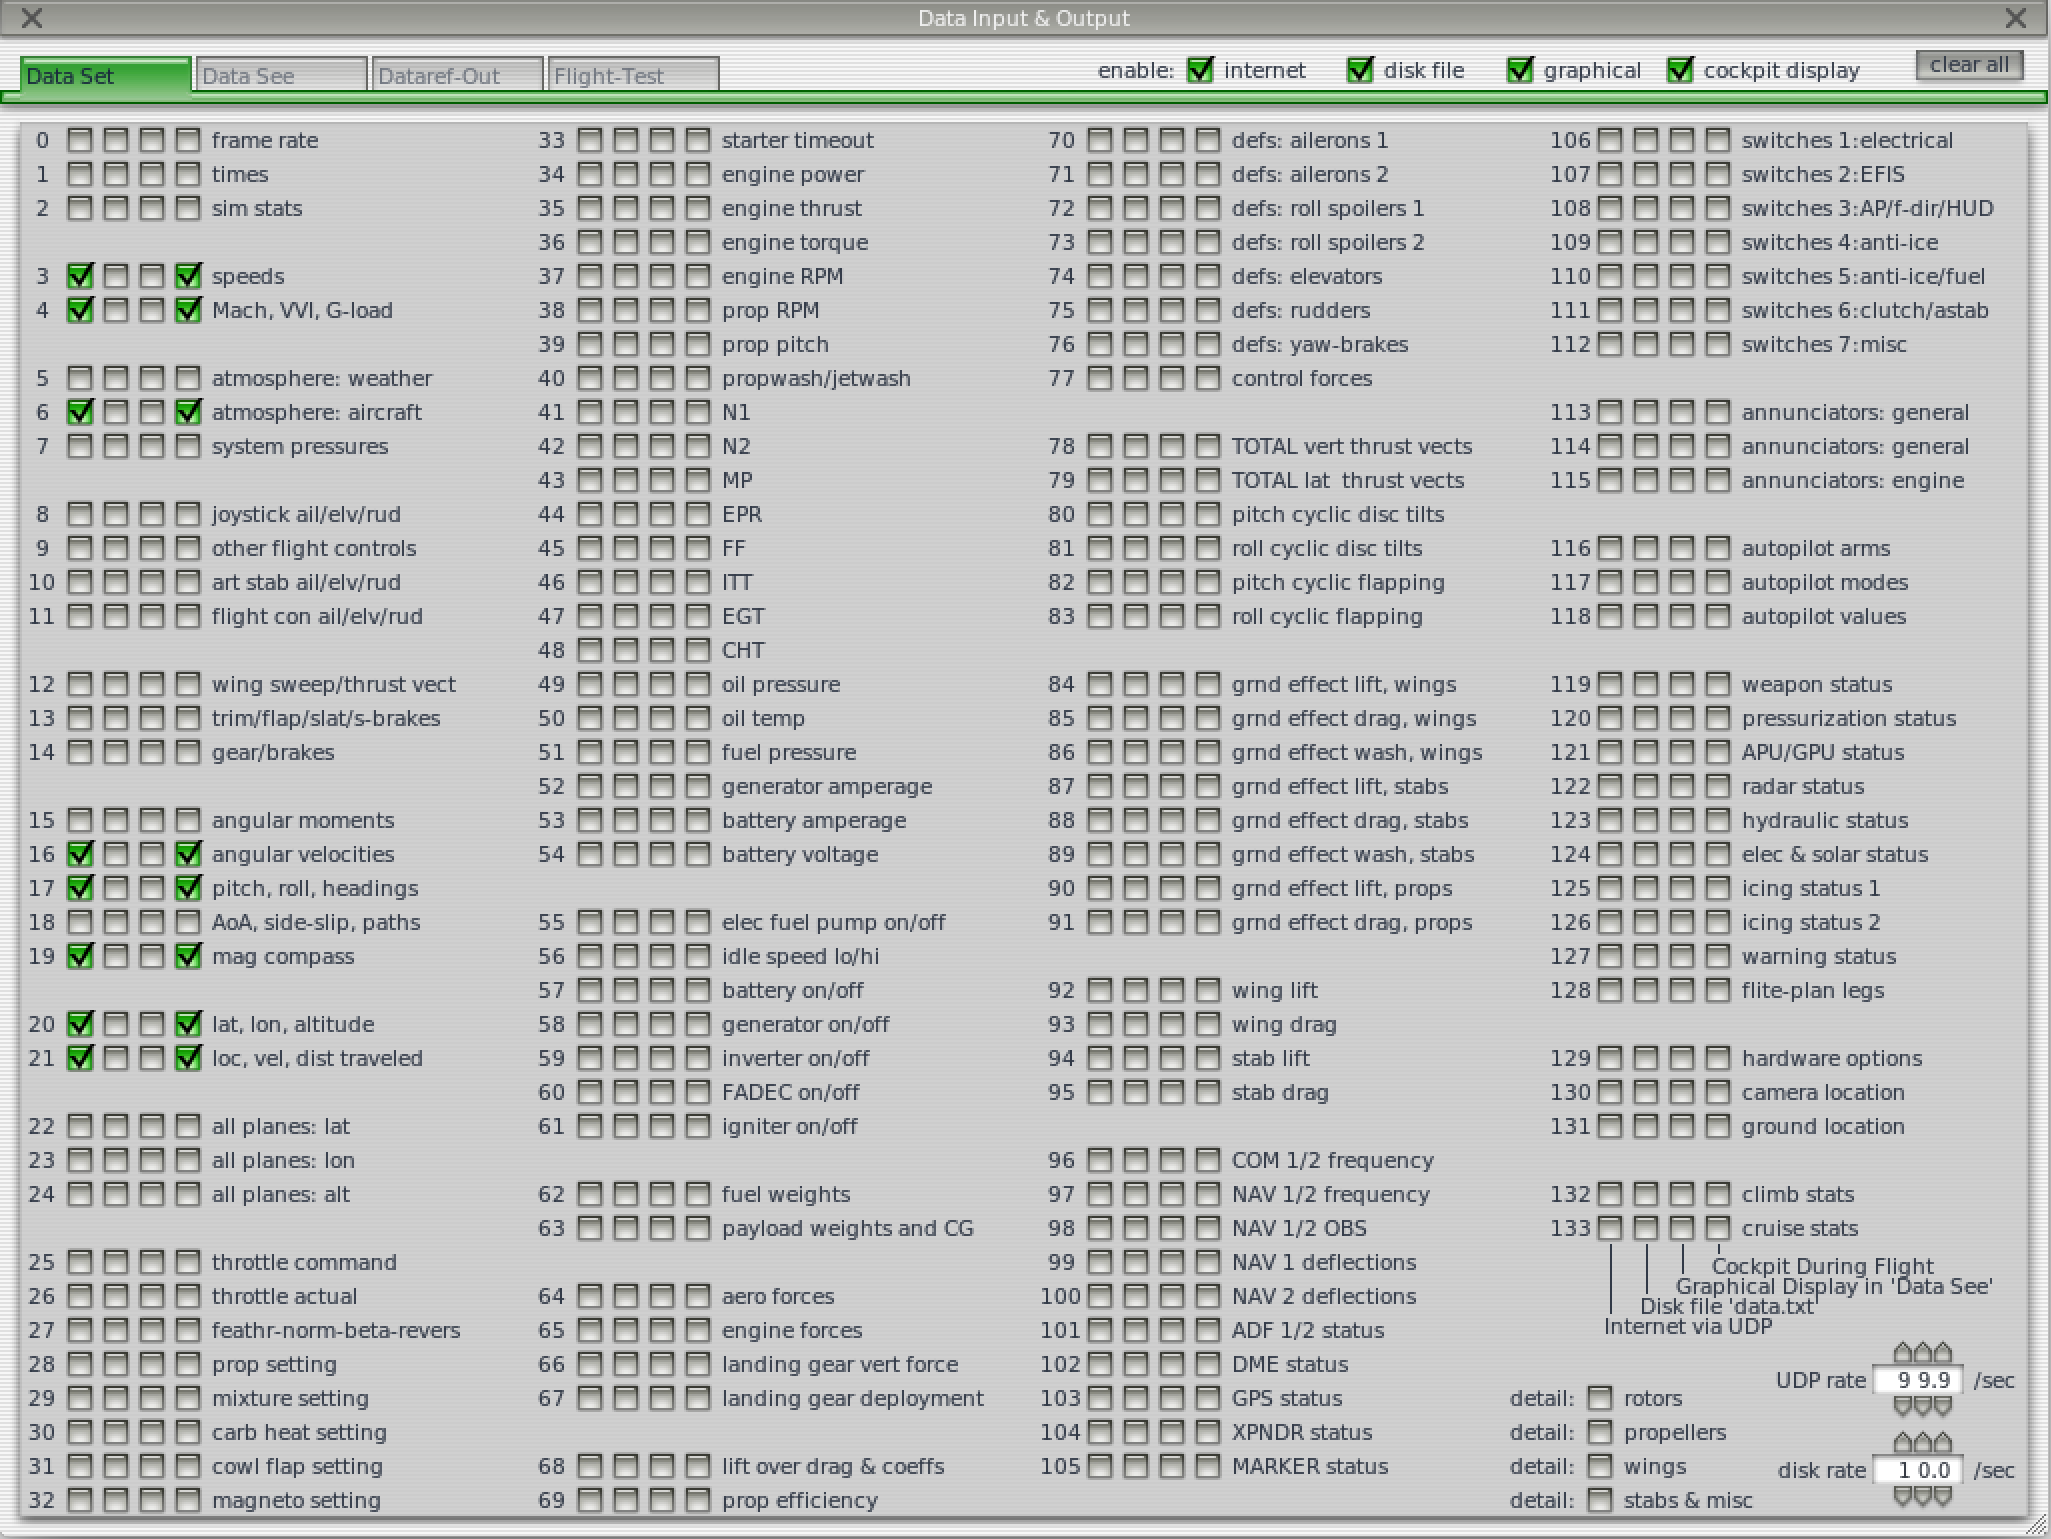 Data Input & Output
Data Set
Data See
Dataref-Out
Flight-Test
enable: internet disk file graphical cockpit display
clear all
0 frame rate
1 times
2 sim stats
3 speeds
4 Mach, VVI, G-load
5 atmosphere: weather
6 atmosphere: aircraft
7 system pressures
8 joystick ail/elv/rud
9 other flight controls
10 art stab ail/elv/rud
11 flight con ail/elv/rud
12 wing sweep/thrust vect
13 trim/flap/slat/s-brakes
14 gear/brakes
15 angular moments
16 angular velocities
17 pitch, roll, headings
18 AoA, side-slip, paths
19 mag compass
20 lat, lon, altitude
21 loc, vel, dist traveled
22 all planes: lat
23 all planes: lon
24 all planes: alt
25 throttle command
26 throttle actual
27 feathr-norm-beta-revers
28 prop setting
29 mixture setting
30 carb heat setting
31 cowl flap setting
32 magneto setting
33 starter timeout
34 engine power
35 engine thrust
36 engine torque
37 engine RPM
38 prop RPM
39 prop pitch
40 propwash/jetwash
41 N1
42 N2
43 MP
44 EPR
45 FF
46 ITT
47 EGT
48 CHT
49 oil pressure
50 oil temp
51 fuel pressure
52 generator amperage
53 battery amperage
54 battery voltage
55 elec fuel pump on/off
56 idle speed lo/hi
57 battery on/off
58 generator on/off
59 inverter on/off
60 FADEC on/off
61 igniter on/off
62 fuel weights
63 payload weights and CG
64 aero forces
65 engine forces
66 landing gear vert force
67 landing gear deployment
68 lift over drag & coeffs
69 prop efficiency
70 defs: ailerons 1
71 defs: ailerons 2
72 defs: roll spoilers 1
73 defs: roll spoilers 2
74 defs: elevators
75 defs: rudders
76 defs: yaw-brakes
77 control forces
78 TOTAL vert thrust vects
79 TOTAL lat thrust vects
80 pitch cyclic disc tilts
81 roll cyclic disc tilts
82 pitch cyclic flapping
83 roll cyclic flapping
84 grnd effect lift, wings
85 grnd effect drag, wings
86 grnd effect wash, wings
87 grnd effect lift, stabs
88 grnd effect drag, stabs
89 grnd effect wash, stabs
90 grnd effect lift, props
91 grnd effect drag, props
92 wing lift
93 wing drag
94 stab lift
95 stab drag
96 COM 1/2 frequency
97 NAV 1/2 frequency
98 NAV 1/2 OBS
99 NAV 1 deflections
100 NAV 2 deflections
101 ADF 1/2 status
102 DME status
103 GPS status
104 XPNDR status
105 MARKER status
106 switches 1:electrical
107 switches 2:EFIS
108 switches 3:AP/f-dir/HUD
109 switches 4:anti-ice
110 switches 5:anti-ice/fuel
111 switches 6:clutch/astab
112 switches 7:misc
113 annunciators: general
114 annunciators: general
115 annunciators: engine
116 autopilot arms
117 autopilot modes
118 autopilot values
119 weapon status
120 pressurization status
121 APU/GPU status
122 radar status
123 hydraulic status
124 elec & solar status
125 icing status 1
126 icing status 2
127 warning status
128 flite-plan legs
129 hardware options
130 camera location
131 ground location
132 climb stats
133 cruise stats
Cockpit During Flight
Graphical Display in 'Data See'
Disk file 'data.txt'
Internet via UDP
UDP rate 9 9.9 /sec
detail: rotors
detail: propellers
disk rate 1 0.0 /sec
detail: wings
detail: stabs & misc